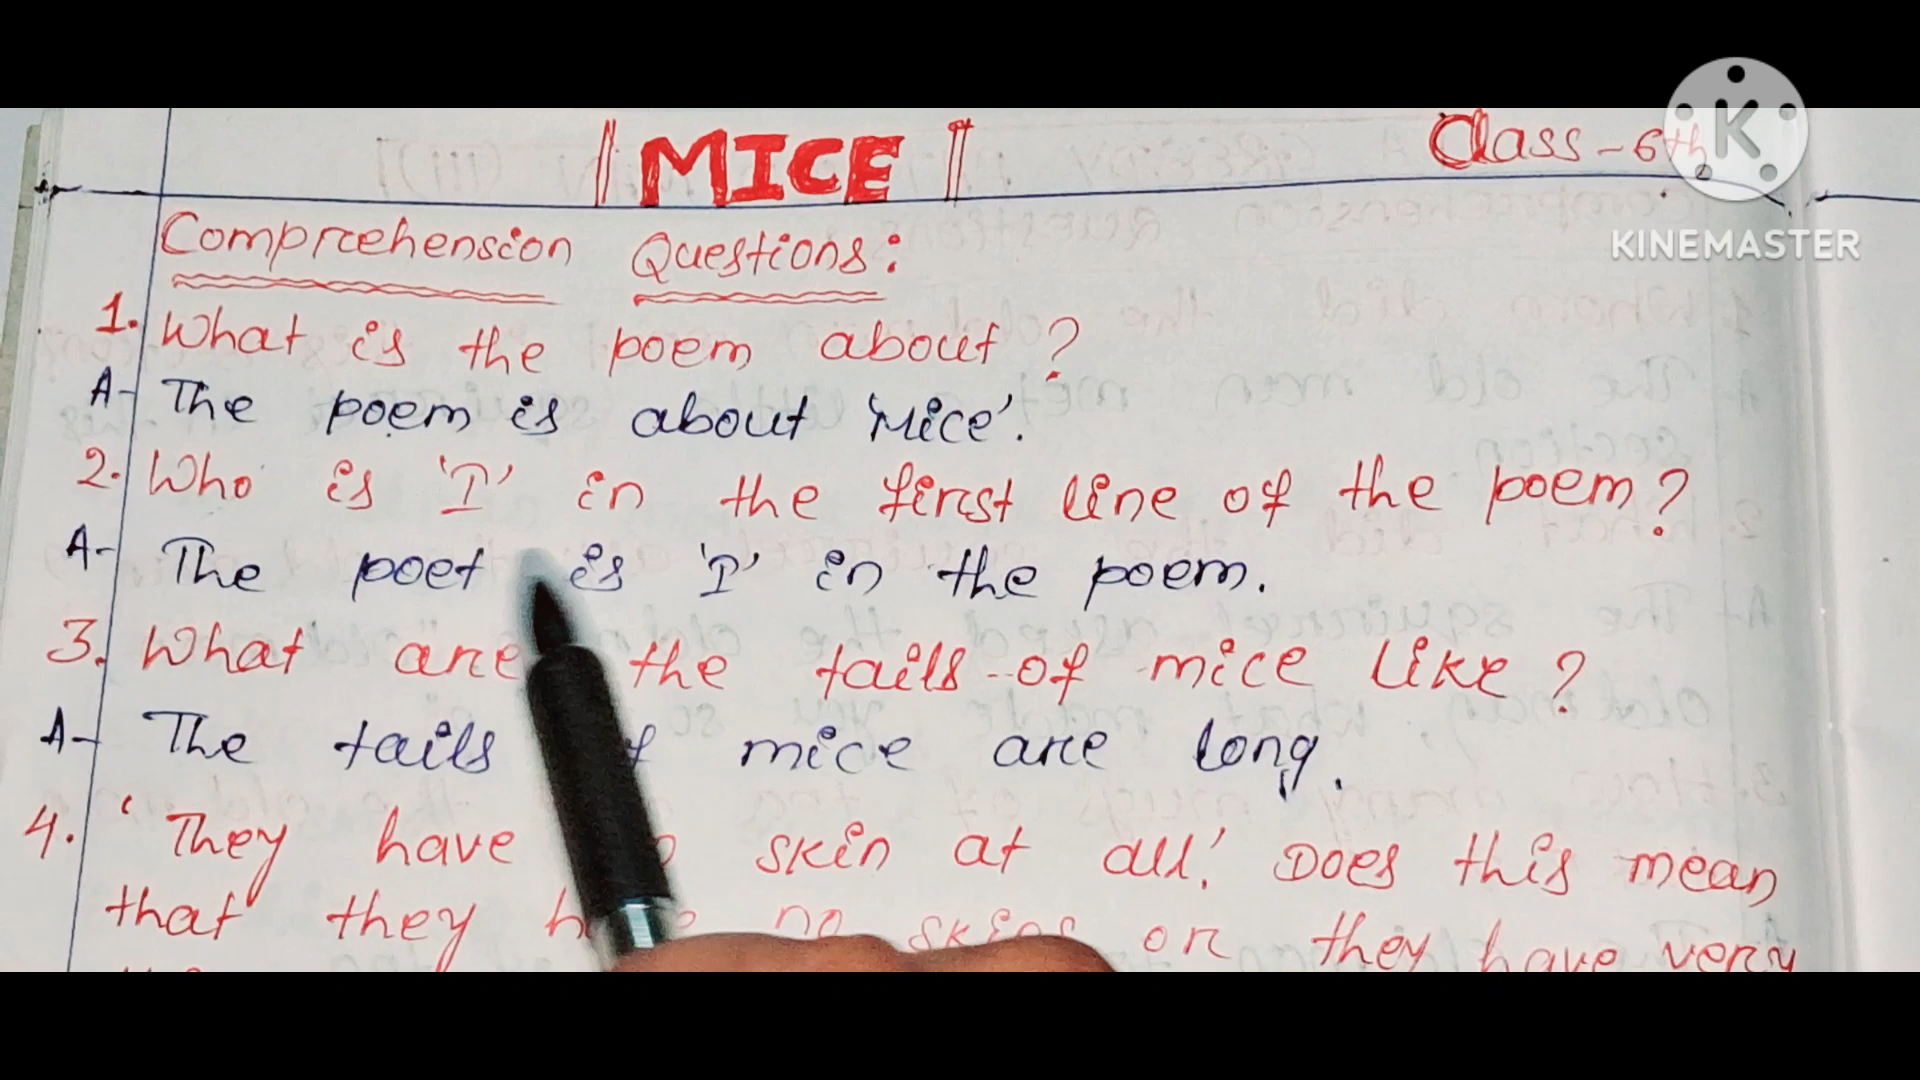 MICE
Class - 6th
KINEMASTER
Comprehension Questions:
1. What is the poem about?
A- The poem is about 'Mice'.
2. Who is 'I' in the first line of the poem?
A- The poet is 'I' in the poem.
3. What are the tails of mice like?
A- The tails mice are long.
4. 'They have skin at all'. Does this mean
that they no skins or they have very